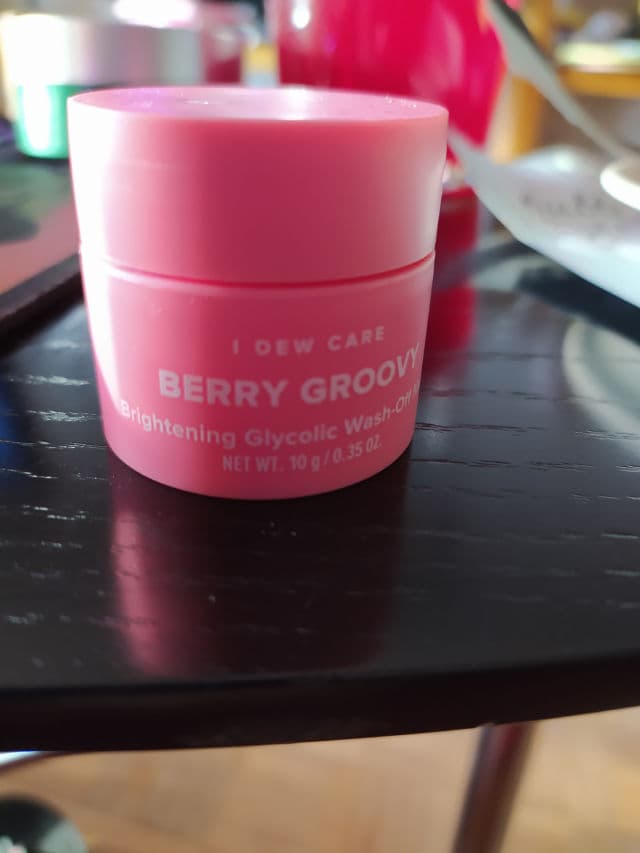 I DEW CARE
BERRY GROOVY
Brightening Glycolic Wash-Off
NET WT. 10 g / 0.35 OZ.